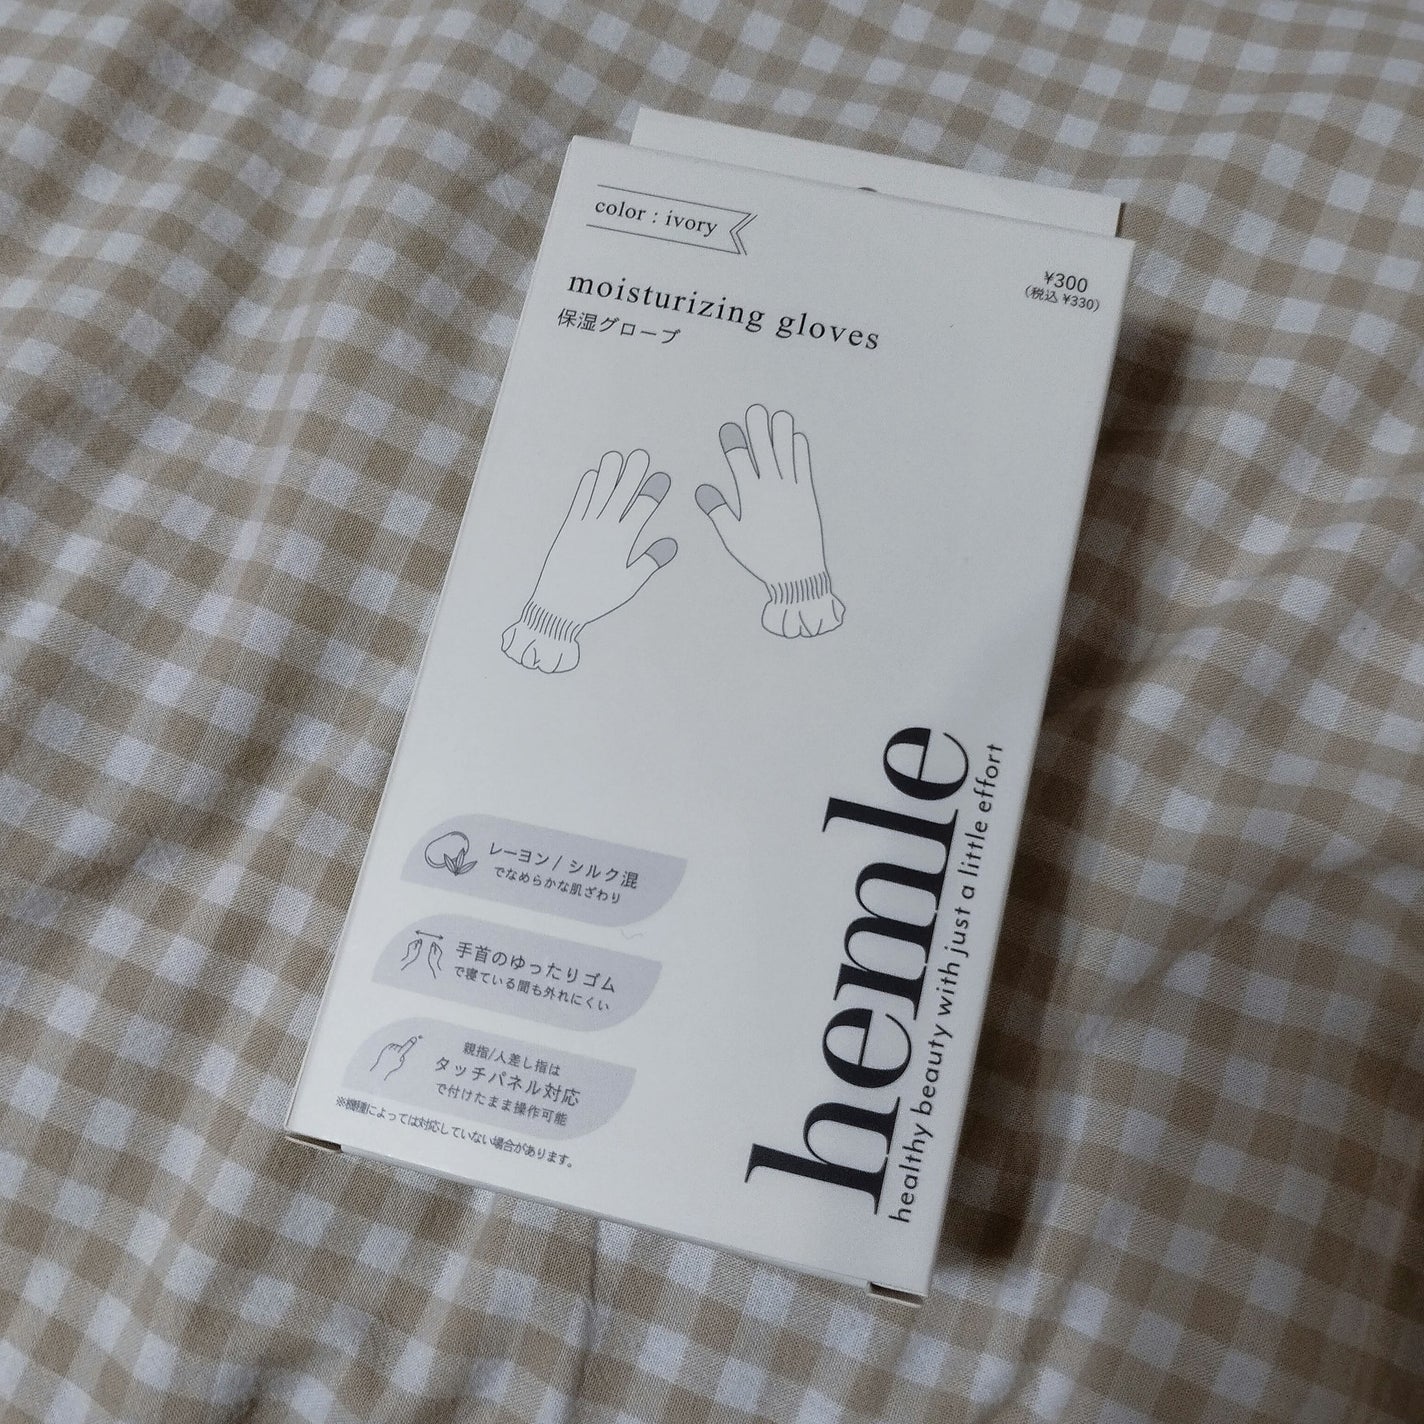 color : ivory
¥300
(税込 ¥330)
moisturizing gloves
保湿グローブ
レーヨン / シルク混
でなめらかな肌ざわり
手首のゆったりゴム
で寝ている間も外れにくい
親指/人差し指は
タッチパネル対応
で付けたまま操作可能
※機種によっては対応していない場合があります。
hemle
healthy beauty with just a little effort